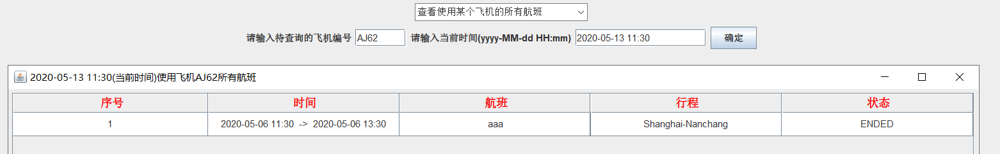 查看使用某个飞机的所有航班
请输入待查询的飞机编号 AJ62 请输入当前时间(yyyy-MM-dd HH:mm) 2020-05-13 11:30 确定
2020-05-13 11:30(当前时间)使用飞机AJ62所有航班
序号 时间 航班 行程 状态
1 2020-05-06 11:30 -> 2020-05-06 13:30 aaa Shanghai-Nanchang ENDED